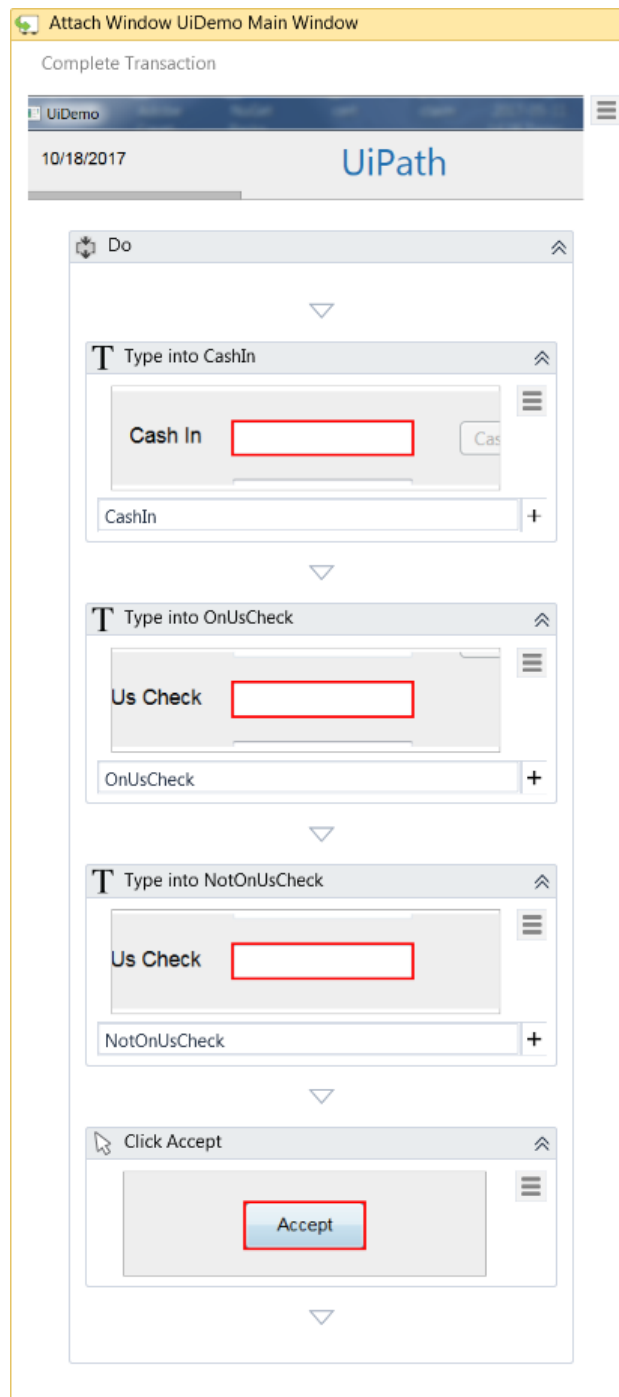 Attach Window UiDemo Main Window
Complete Transaction
UiDemo
10/18/2017
UiPath
Do
T Type into CashIn
Cash In
Cas
CashIn
+
T Type into OnUsCheck
Us Check
OnUsCheck
+
T Type into NotOnUsCheck
Us Check
NotOnUsCheck
+
Click Accept
Accept